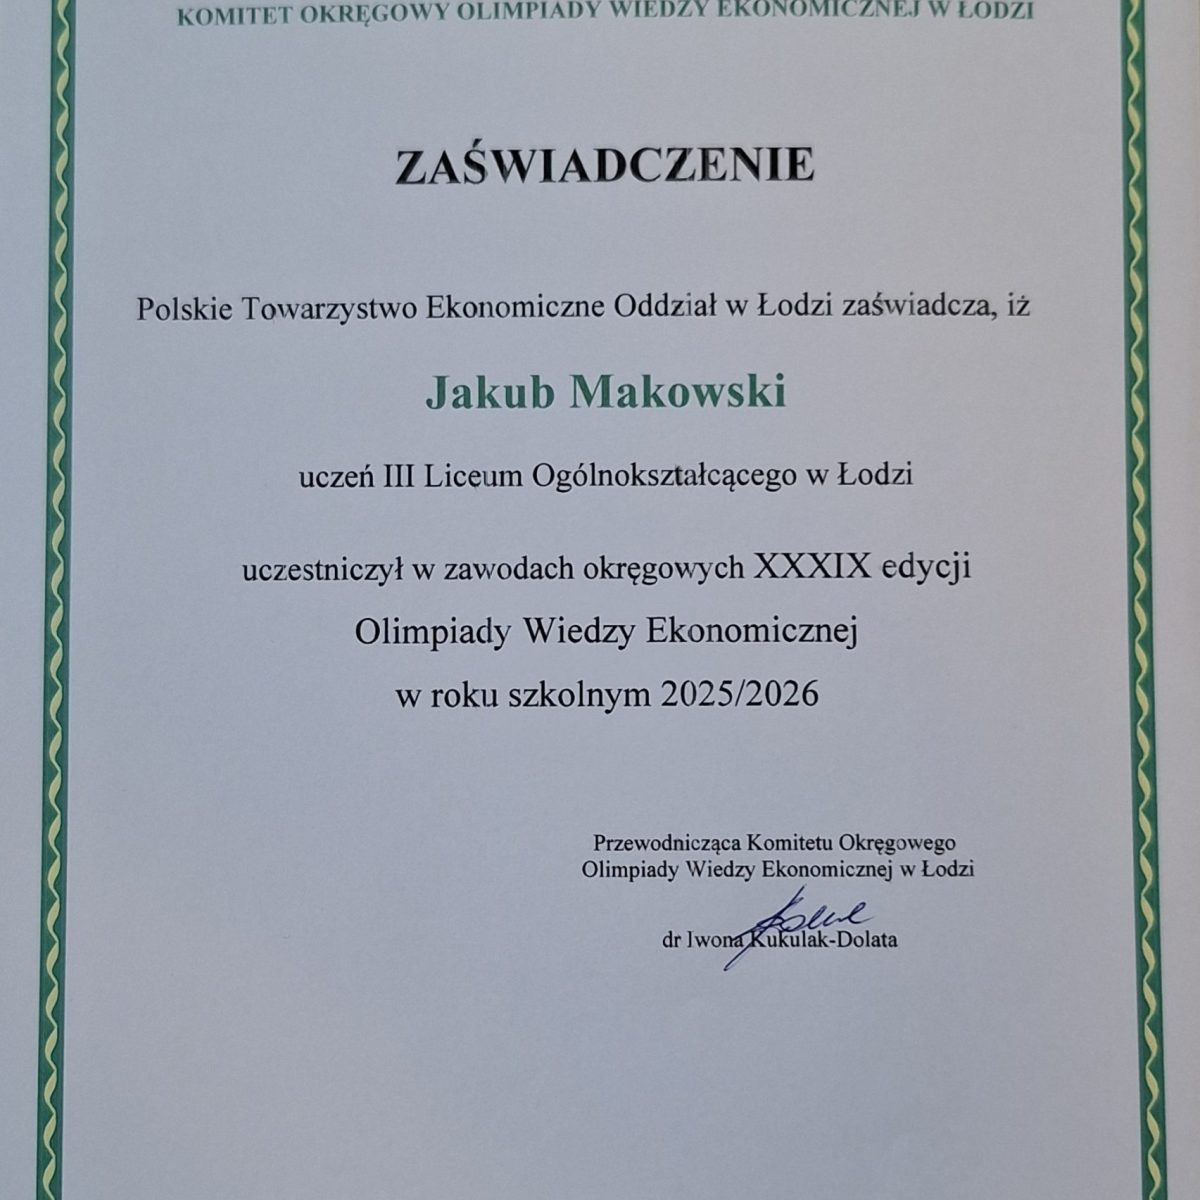 KOMITET OKRĘGOWY OLIMPIADY WIEDZY EKONOMICZNEJ W ŁODZI
ZAŚWIADCZENIE
Polskie Towarzystwo Ekonomiczne Oddział w Łodzi zaświadcza, iż
Jakub Makowski
uczeń III Liceum Ogólnokształcącego w Łodzi
uczestniczył w zawodach okręgowych XXXIX edycji
Olimpiady Wiedzy Ekonomicznej
w roku szkolnym 2025/2026
Przewodnicząca Komitetu Okręgowego
Olimpiady Wiedzy Ekonomicznej w Łodzi
dr Iwona Kukulak-Dolata